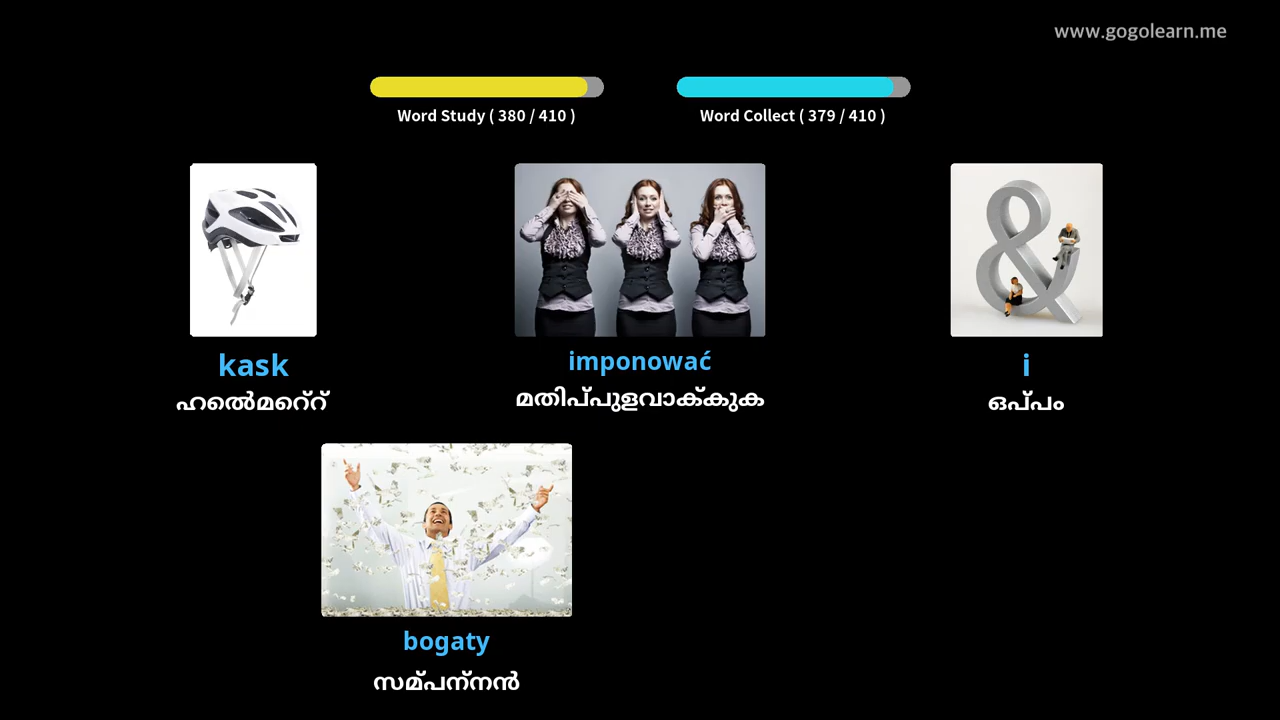 www.gogolearn.me
Word Study ( 380 / 410 )
Word Collect ( 379 / 410 )
kask
ഹെൽമെറ്റ്
imponować
മതിപ്പുളവാക്കുക
i
ഒപ്പം
bogaty
സമ്പന്നൻ